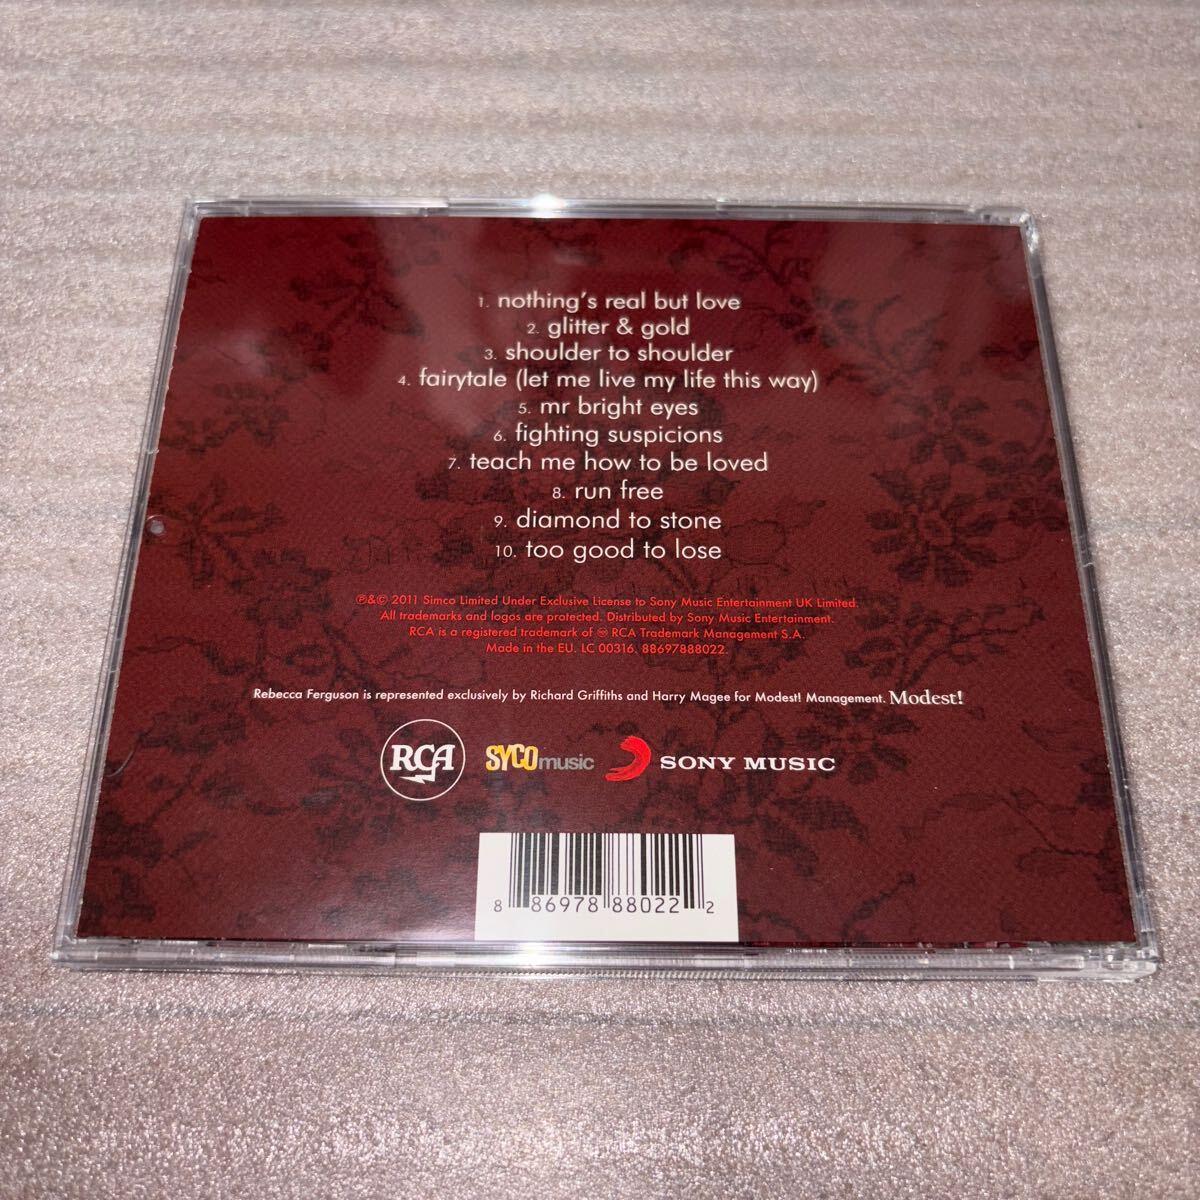 1. nothing's real but love
2. glitter & gold
3. shoulder to shoulder
4. fairytale (let me live my life this way)
5. mr bright eyes
6. fighting suspicions
7. teach me how to be loved
8. run free
9. diamond to stone
10. too good to lose
℗&© 2011 Simco Limited Under Exclusive License to Sony Music Entertainment UK Limited.
All trademarks and logos are protected. Distributed by Sony Music Entertainment.
RCA is a registered trademark of ® RCA Trademark Management S.A.
Made in the EU. LC 00316. 88697888022.
Rebecca Ferguson is represented exclusively by Richard Griffiths and Harry Magee for Modest! Management. Modest!
RCA SYCOmusic SONY MUSIC
8 86978 88022 2